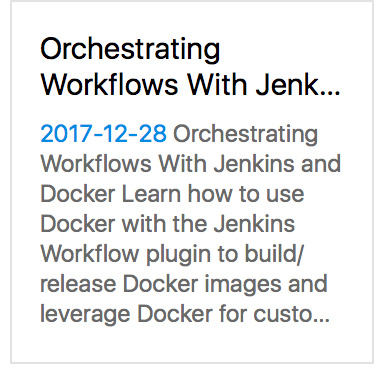 Orchestrating
Workflows With Jenk...
2017-12-28 Orchestrating
Workflows With Jenkins and
Docker Learn how to use
Docker with the Jenkins
Workflow plugin to build/
release Docker images and
leverage Docker for custo...